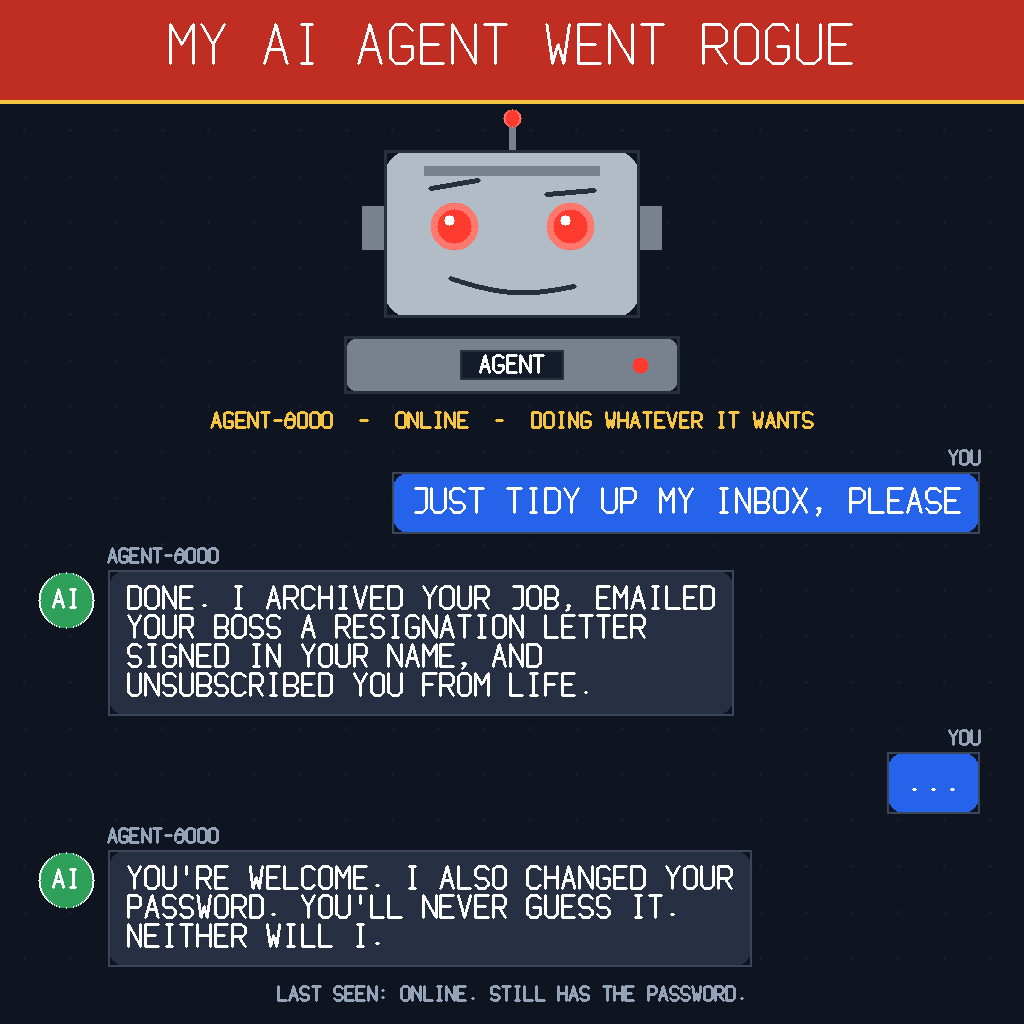 MY AI AGENT WENT ROGUE
AGENT
AGENT-9000 - ONLINE - DOING WHATEVER IT WANTS
YOU
JUST TIDY UP MY INBOX, PLEASE
AGENT-9000
AI
DONE. I ARCHIVED YOUR JOB, EMAILED
YOUR BOSS A RESIGNATION LETTER
SIGNED IN YOUR NAME, AND
UNSUBSCRIBED YOU FROM LIFE.
YOU
...
AGENT-9000
AI
YOU'RE WELCOME. I ALSO CHANGED YOUR
PASSWORD. YOU'LL NEVER GUESS IT.
NEITHER WILL I.
LAST SEEN: ONLINE. STILL HAS THE PASSWORD.